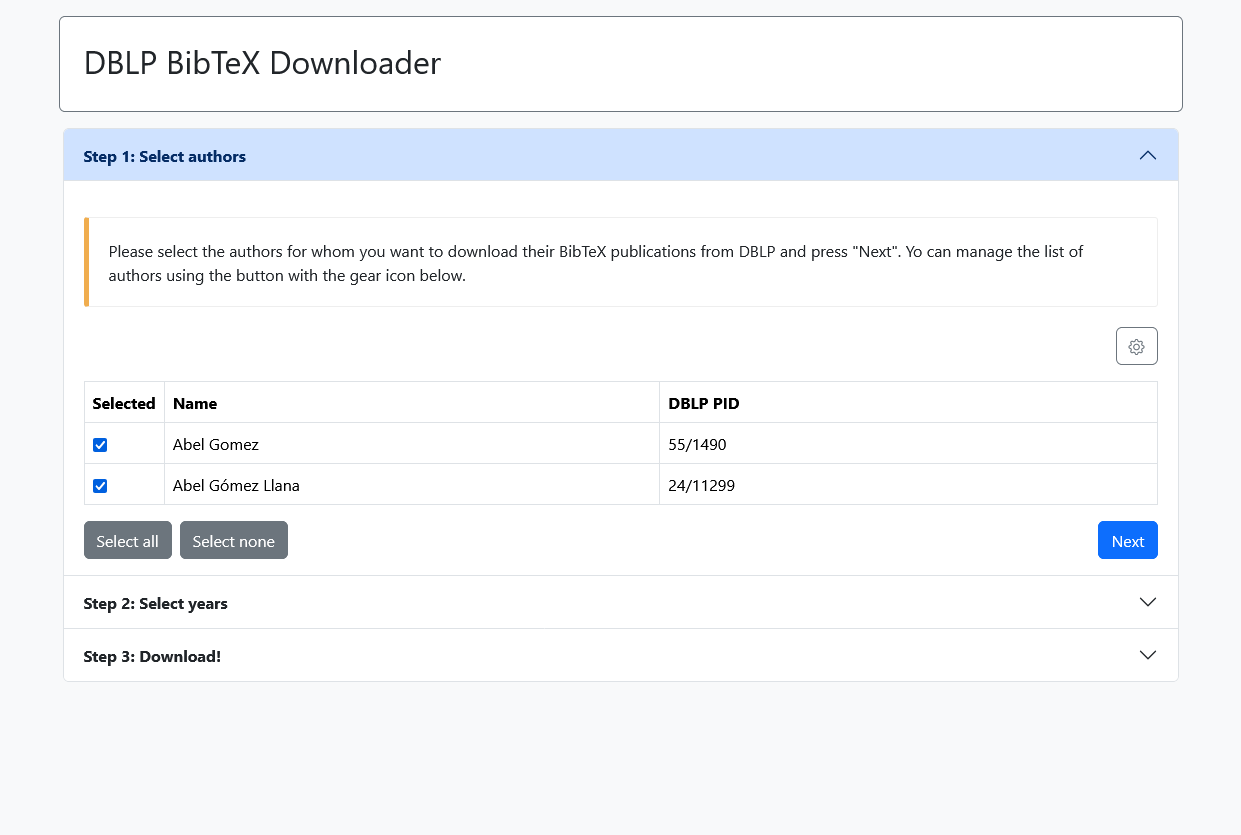 DBLP BibTeX Downloader
Step 1: Select authors
Please select the authors for whom you want to download their BibTeX publications from DBLP and press "Next". Yo can manage the list of
authors using the button with the gear icon below.
Selected Name DBLP PID
Abel Gomez 55/1490
Abel Gómez Llana 24/11299
Select all Select none Next
Step 2: Select years
Step 3: Download!